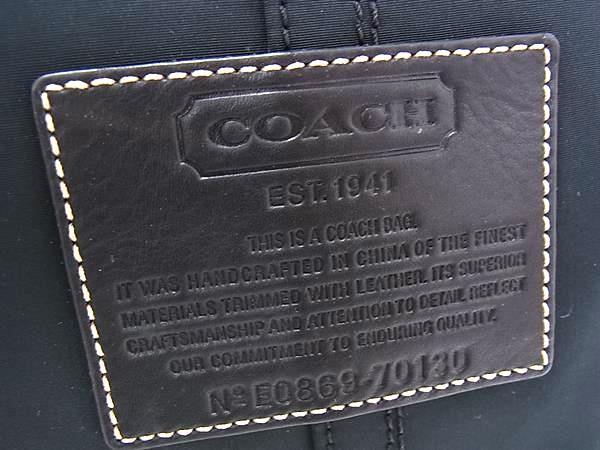 COACH
EST. 1941
THIS IS A COACH BAG.
IT WAS HANDCRAFTED IN CHINA OF THE FINEST
MATERIALS TRIMMED WITH LEATHER. ITS SUPERIOR
CRAFTSMANSHIP AND ATTENTION TO DETAIL REFLECT
OUR COMMITMENT TO ENDURING QUALITY.
Nº E0869-70130